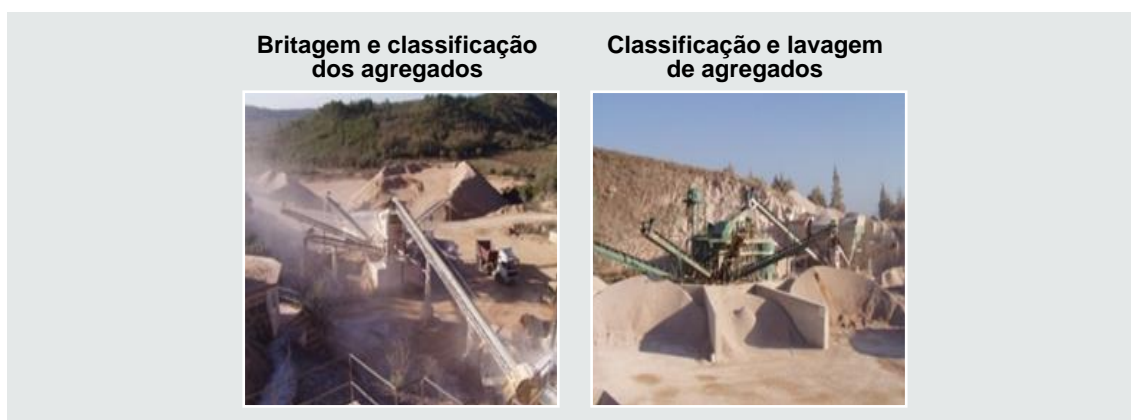 Britagem e classificação
dos agregados
Classificação e lavagem
de agregados